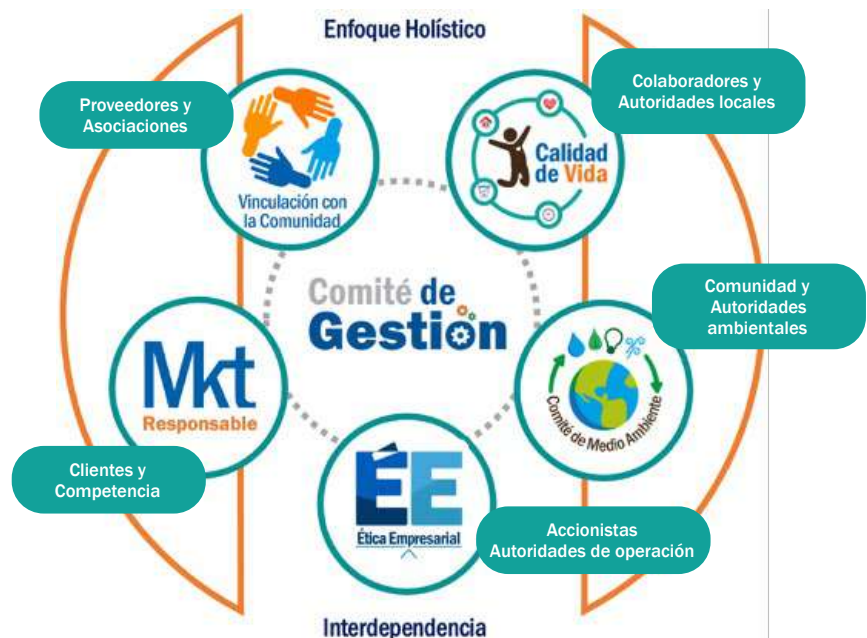 Enfoque Holístico
Proveedores y
Asociaciones
Colaboradores y
Autoridades locales
Vinculación con
la Comunidad
Calidad
de Vida
Comité de
Gestión
Comunidad y
Autoridades
ambientales
Mkt
Responsable
Comité de Medio Ambiente
Clientes y
Competencia
ÉE
Ética Empresarial
Accionistas
Autoridades de operación
Interdependencia